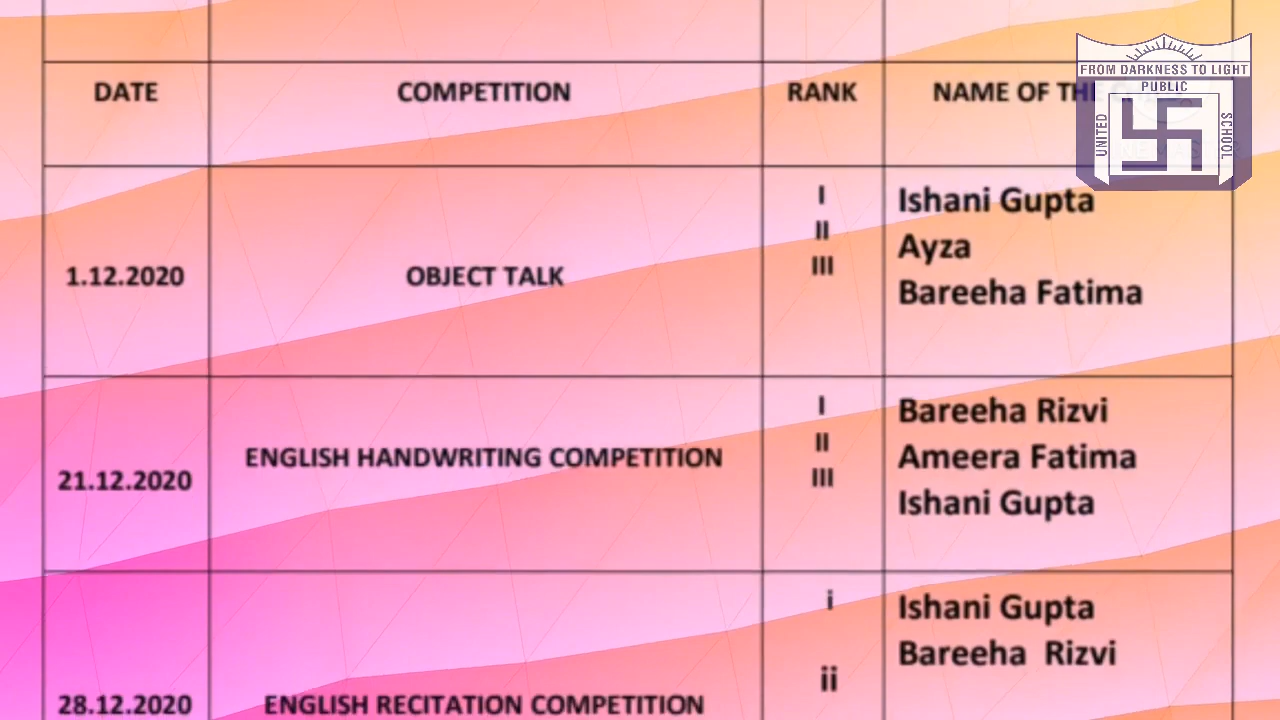 FROM DARKNESS TO LIGHT
PUBLIC
UNITED
SCHOOL
DATE COMPETITION RANK NAME OF THE
1.12.2020 OBJECT TALK
I Ishani Gupta
II Ayza
III Bareeha Fatima
21.12.2020 ENGLISH HANDWRITING COMPETITION
I Bareeha Rizvi
II Ameera Fatima
III Ishani Gupta
28.12.2020 ENGLISH RECITATION COMPETITION
i Ishani Gupta
ii Bareeha Rizvi